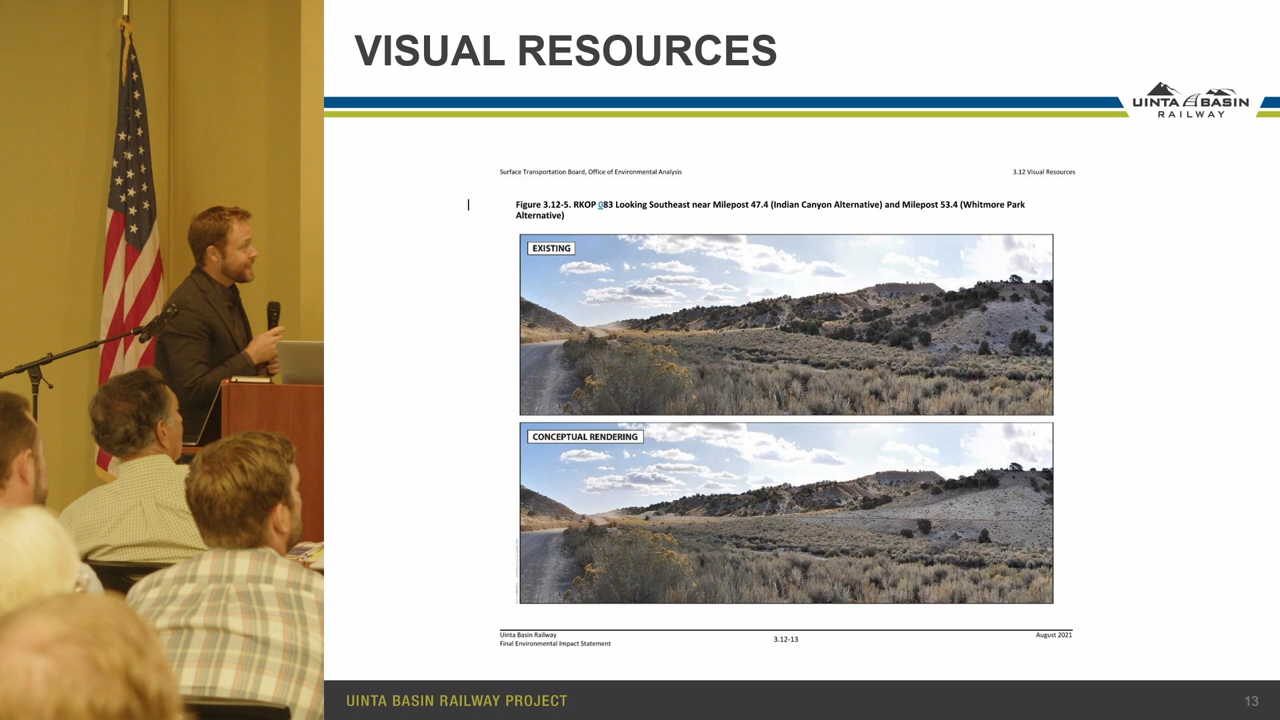 VISUAL RESOURCES
UINTA BASIN
RAILWAY
Surface Transportation Board, Office of Environmental Analysis
3.12 Visual Resources
Figure 3.12-5. RKOP 083 Looking Southeast near Milepost 47.4 (Indian Canyon Alternative) and Milepost 53.4 (Whitmore Park
Alternative)
EXISTING
CONCEPTUAL RENDERING
Uinta Basin Railway
Final Environmental Impact Statement
3.12-13
August 2021
UINTA BASIN RAILWAY PROJECT
13